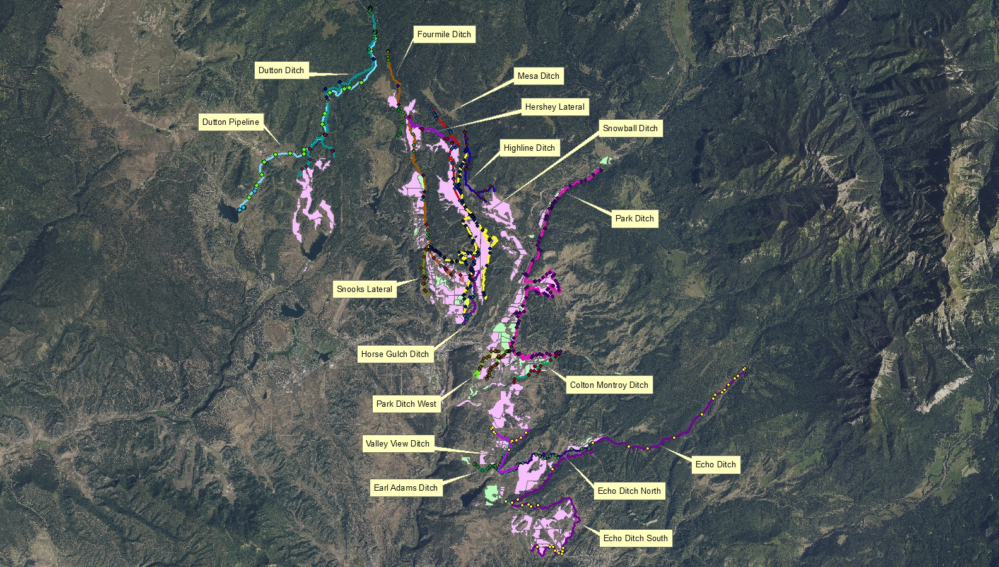 Fourmile Ditch
Dutton Ditch
Mesa Ditch
Hershey Lateral
Dutton Pipeline
Snowball Ditch
Highline Ditch
Park Ditch
Snooks Lateral
Horse Gulch Ditch
Colton Montroy Ditch
Park Ditch West
Valley View Ditch
Echo Ditch
Earl Adams Ditch
Echo Ditch North
Echo Ditch South